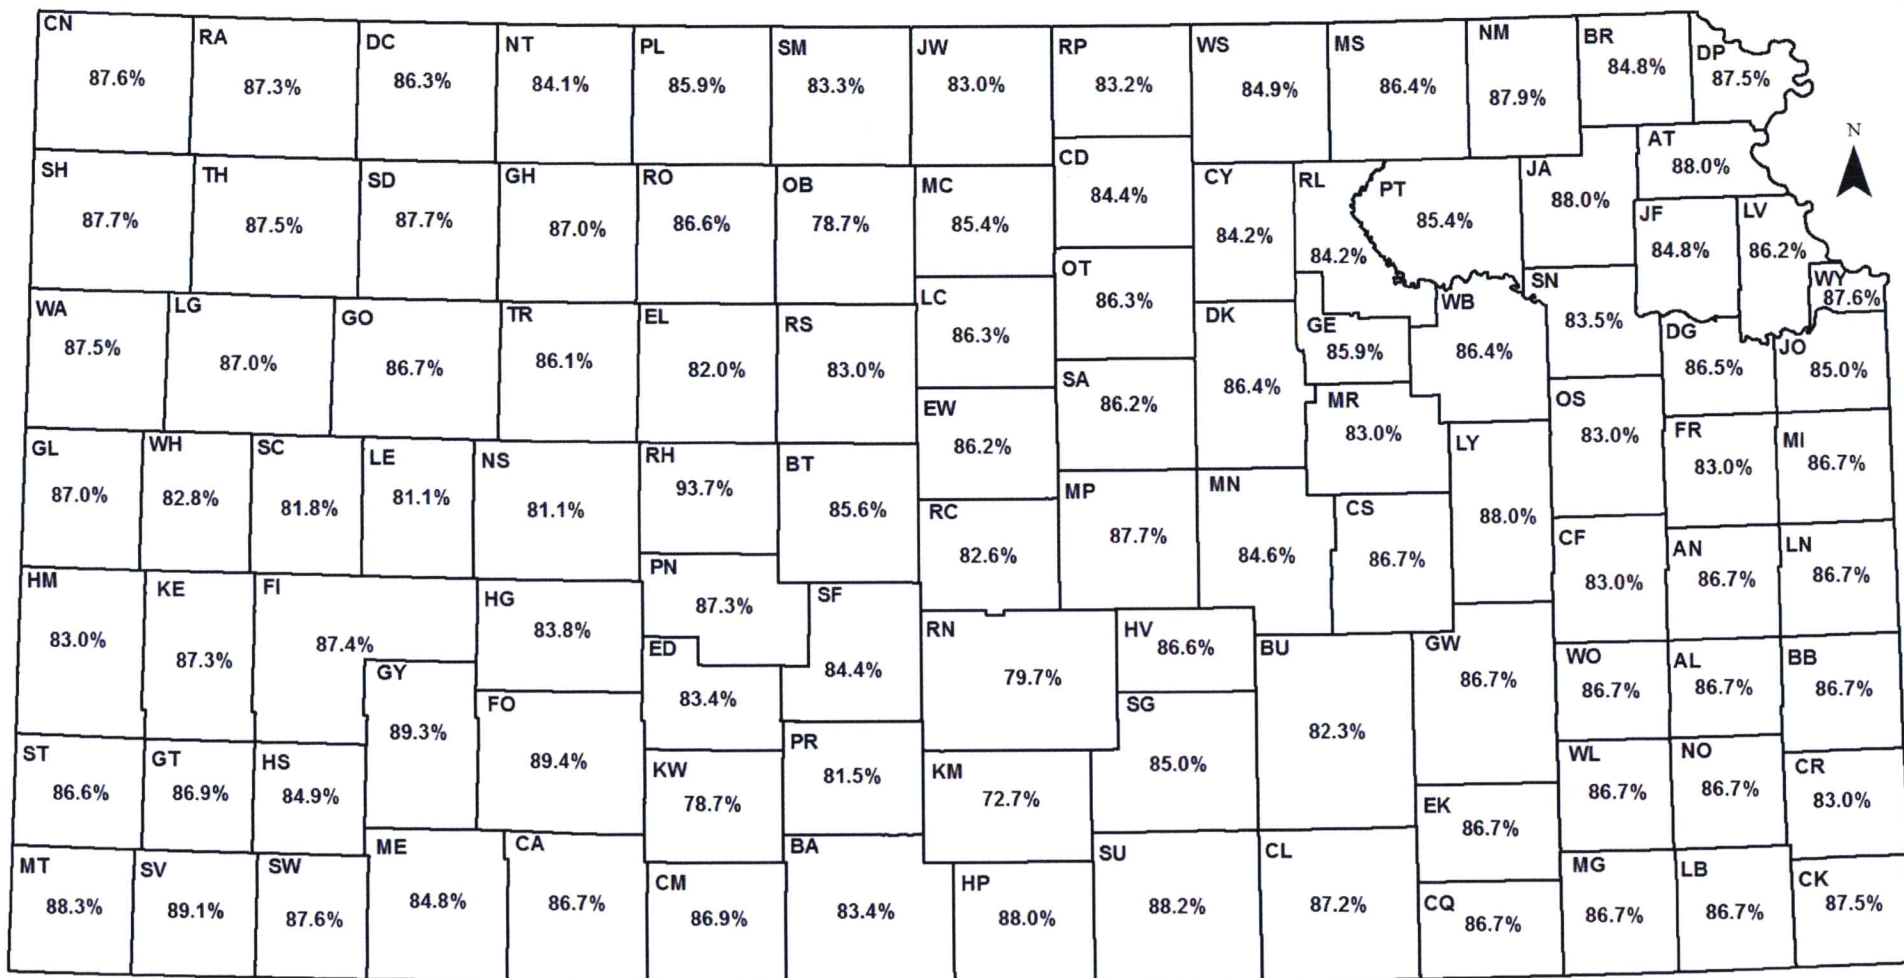 CN 87.6%
RA 87.3%
DC 86.3%
NT 84.1%
PL 85.9%
SM 83.3%
JW 83.0%
RP 83.2%
WS 84.9%
MS 86.4%
NM 87.9%
BR 84.8%
DP 87.5%
N
SH 87.7%
TH 87.5%
SD 87.7%
GH 87.0%
RO 86.6%
OB 78.7%
MC 85.4%
CD 84.4%
CY 84.2%
RL 84.2%
PT 85.4%
JA 88.0%
AT 88.0%
JF 84.8%
LV 86.2%
WY 87.6%
WA 87.5%
LG 87.0%
GO 86.7%
TR 86.1%
EL 82.0%
RS 83.0%
LC 86.3%
OT 86.3%
DK 86.4%
GE 85.9%
WB 86.4%
SN 83.5%
DG 86.5%
JO 85.0%
GL 87.0%
WH 82.8%
SC 81.8%
LE 81.1%
NS 81.1%
RH 93.7%
BT 85.6%
EW 86.2%
SA 86.2%
MR 83.0%
LY 88.0%
OS 83.0%
FR 83.0%
MI 86.7%
RC 82.6%
MP 87.7%
MN 84.6%
CS 86.7%
CF 83.0%
AN 86.7%
LN 86.7%
HM 83.0%
KE 87.3%
FI 87.4%
HG 83.8%
PN 87.3%
SF 84.4%
RN 79.7%
HV 86.6%
BU 82.3%
GW 86.7%
WO 86.7%
AL 86.7%
BB 86.7%
GY 89.3%
FO 89.4%
ED 83.4%
SG 85.0%
ST 86.6%
GT 86.9%
HS 84.9%
KW 78.7%
PR 81.5%
KM 72.7%
EK 86.7%
WL 86.7%
NO 86.7%
CR 83.0%
MT 88.3%
SV 89.1%
SW 87.6%
ME 84.8%
CA 86.7%
CM 86.9%
BA 83.4%
HP 88.0%
SU 88.2%
CL 87.2%
CQ 86.7%
MG 86.7%
LB 86.7%
CK 87.5%